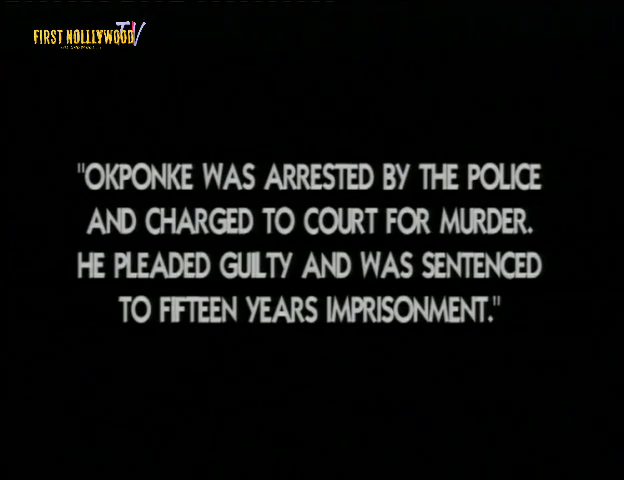 FIRST NOLLLYWOOD TV
"OKPONKE WAS ARRESTED BY THE POLICE
AND CHARGED TO COURT FOR MURDER.
HE PLEADED GUILTY AND WAS SENTENCED
TO FIFTEEN YEARS IMPRISONMENT."